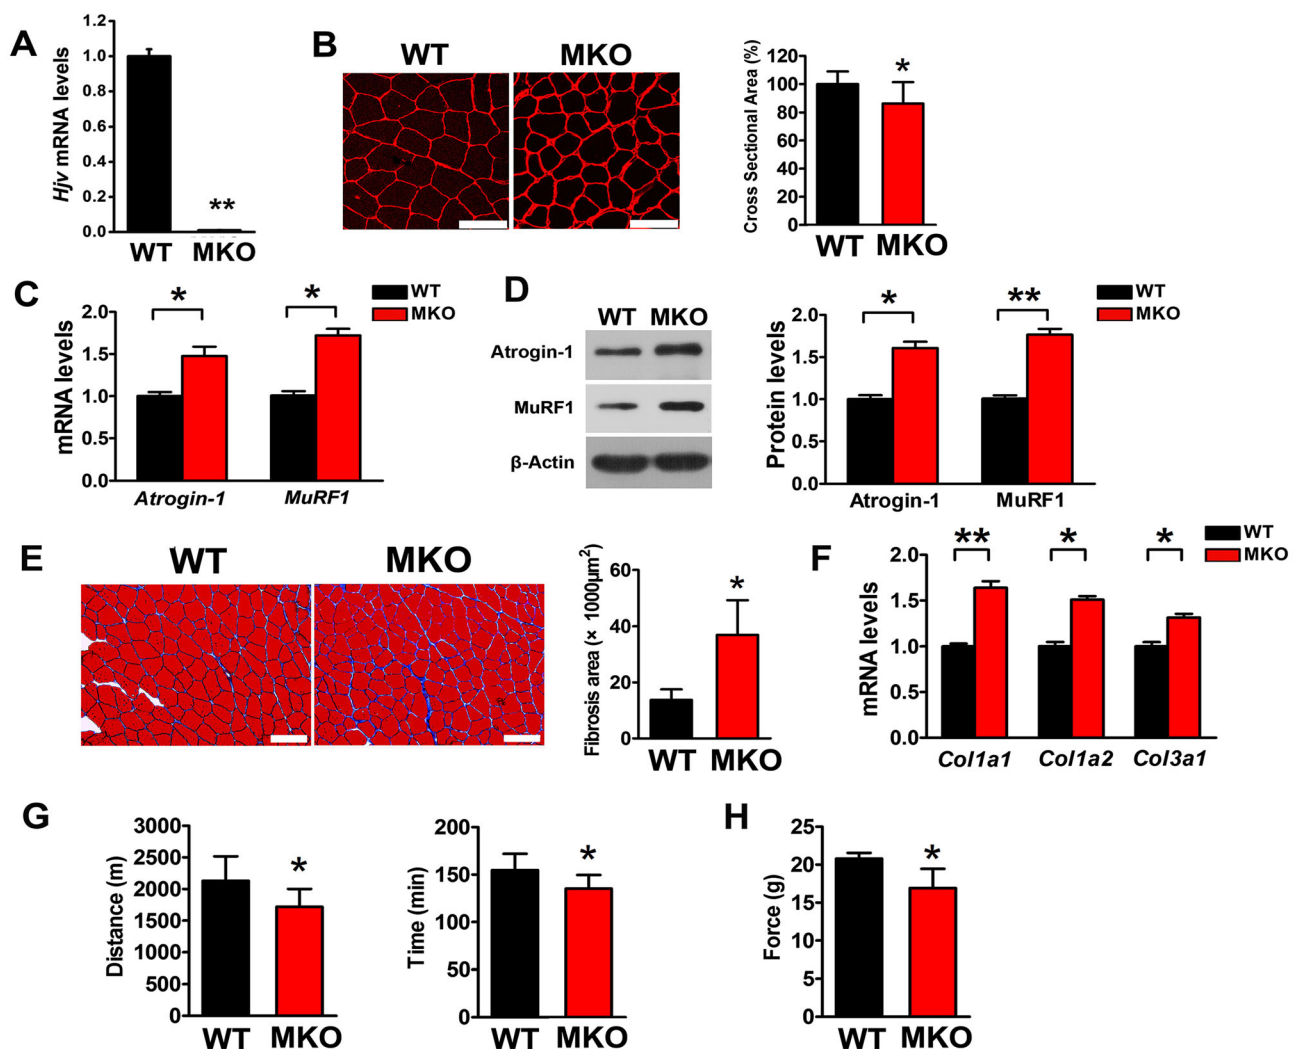 A
Hjv mRNA levels
1.2
1.0
0.8
0.6
0.4
0.2
0.0
**
WT MKO
B
WT MKO
Cross Sectional Area (%)
120
100
80
60
40
20
0
*
WT MKO
C
mRNA levels
2.0
1.5
1.0
0.5
0.0
* *
WT
MKO
Atrogin-1 MuRF1
D
WT MKO
Atrogin-1
MuRF1
β-Actin
Protein levels
2.0
1.5
1.0
0.5
0.0
* **
WT
MKO
Atrogin-1 MuRF1
E
WT MKO
Fibrosis area (× 1000μm²)
60
40
20
0
*
WT MKO
F
mRNA levels
2.0
1.5
1.0
0.5
0.0
** * *
WT
MKO
Col1a1 Col1a2 Col3a1
G
Distance (m)
3000
2500
2000
1500
1000
500
0
*
WT MKO
Time (min)
200
150
100
50
0
*
WT MKO
H
Force (g)
25
20
15
10
5
0
*
WT MKO